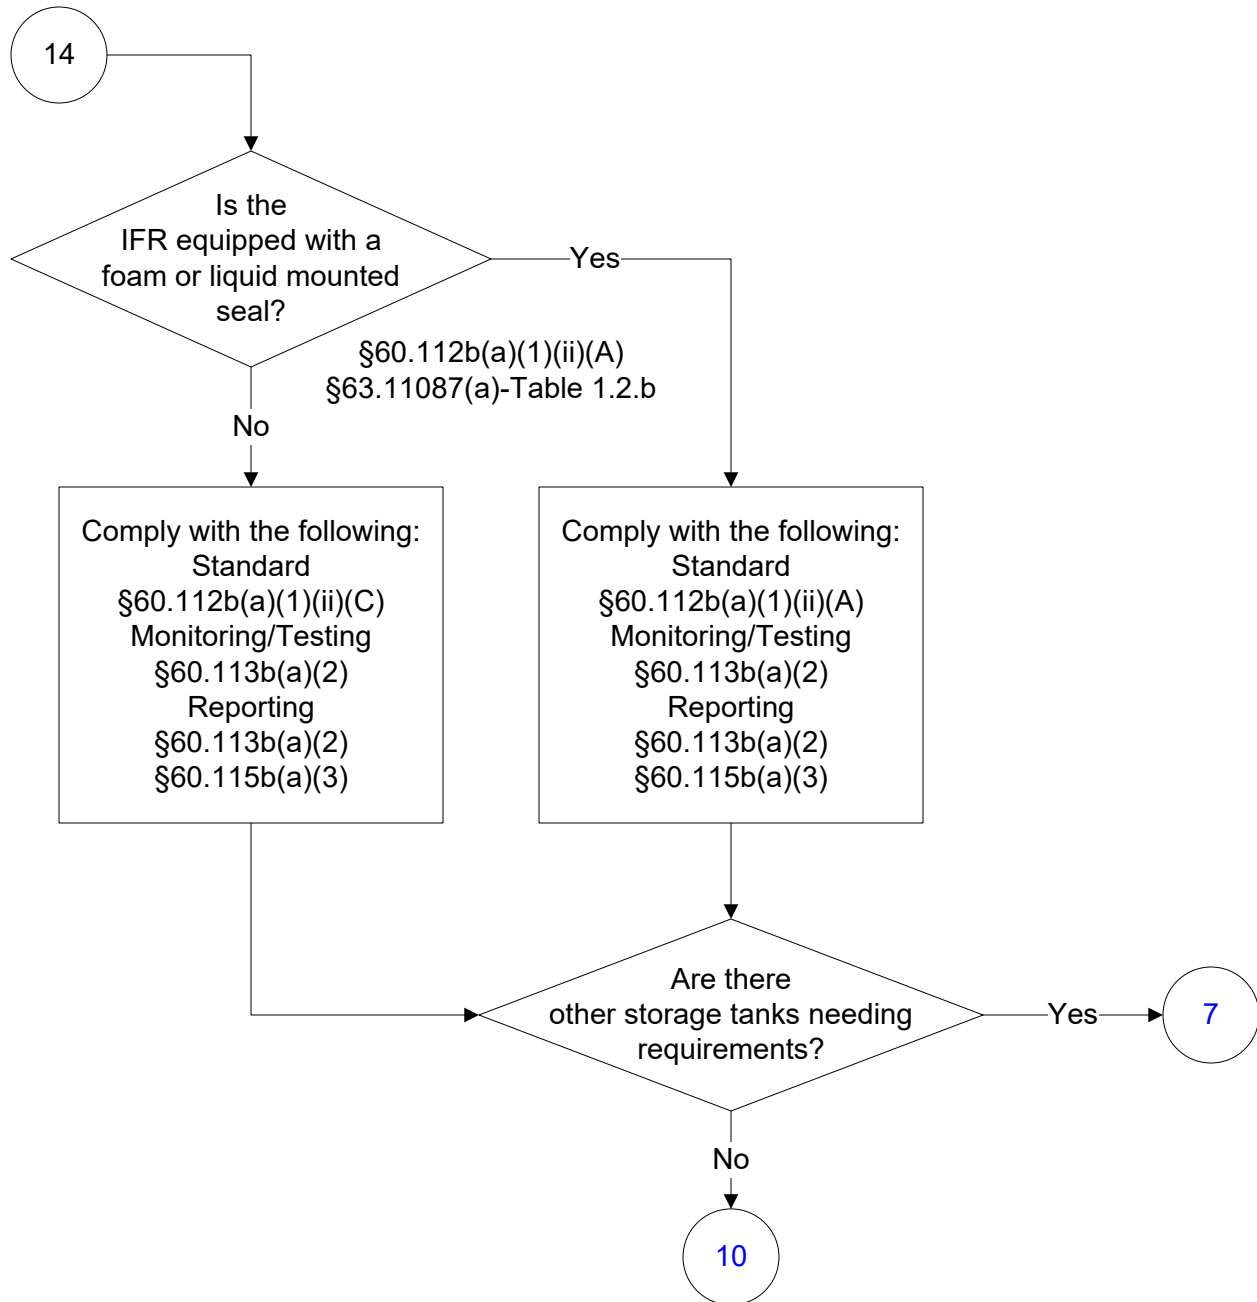 14
Is the
IFR equipped with a
foam or liquid mounted
seal?
Yes
§60.112b(a)(1)(ii)(A)
§63.11087(a)-Table 1.2.b
No
Comply with the following:
Standard
§60.112b(a)(1)(ii)(C)
Monitoring/Testing
§60.113b(a)(2)
Reporting
§60.113b(a)(2)
§60.115b(a)(3)
Comply with the following:
Standard
§60.112b(a)(1)(ii)(A)
Monitoring/Testing
§60.113b(a)(2)
Reporting
§60.113b(a)(2)
§60.115b(a)(3)
Are there
other storage tanks needing
requirements?
Yes
7
No
10